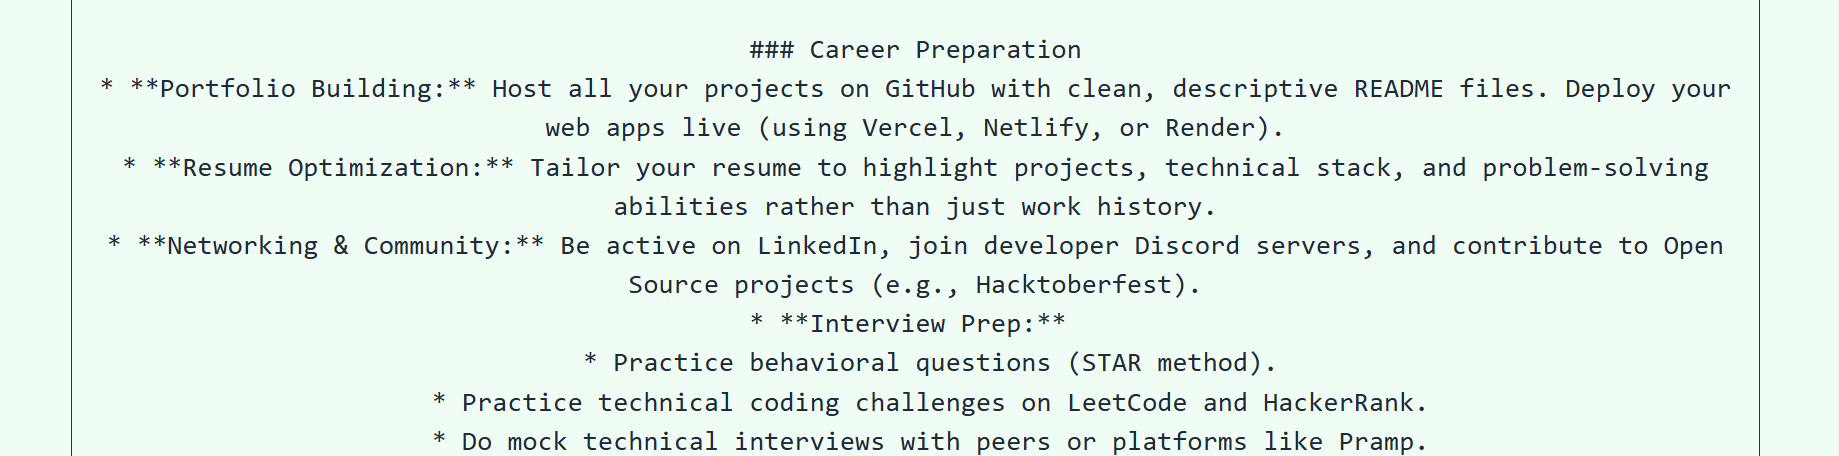 ### Career Preparation
* **Portfolio Building:** Host all your projects on GitHub with clean, descriptive README files. Deploy your
web apps live (using Vercel, Netlify, or Render).
* **Resume Optimization:** Tailor your resume to highlight projects, technical stack, and problem-solving
abilities rather than just work history.
* **Networking & Community:** Be active on LinkedIn, join developer Discord servers, and contribute to Open
Source projects (e.g., Hacktoberfest).
* **Interview Prep:**
* Practice behavioral questions (STAR method).
* Practice technical coding challenges on LeetCode and HackerRank.
* Do mock technical interviews with peers or platforms like Pramp.